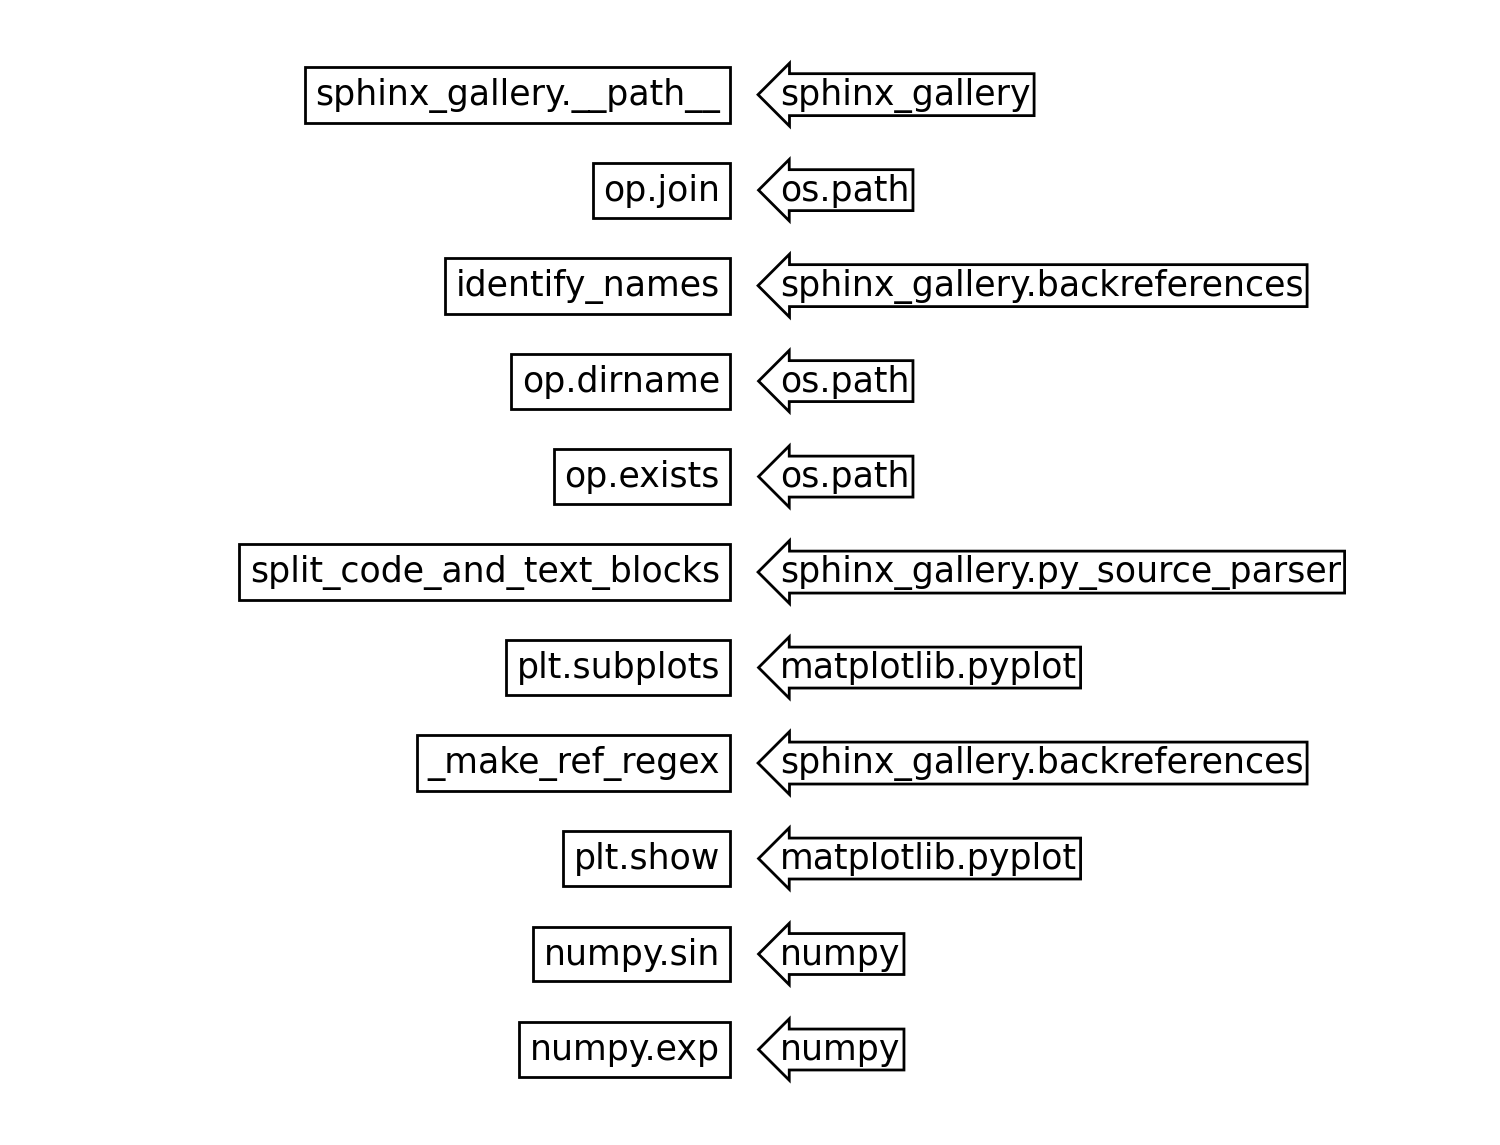 sphinx_gallery.__path__ sphinx_gallery
op.join os.path
identify_names sphinx_gallery.backreferences
op.dirname os.path
op.exists os.path
split_code_and_text_blocks sphinx_gallery.py_source_parser
plt.subplots matplotlib.pyplot
_make_ref_regex sphinx_gallery.backreferences
plt.show matplotlib.pyplot
numpy.sin numpy
numpy.exp numpy